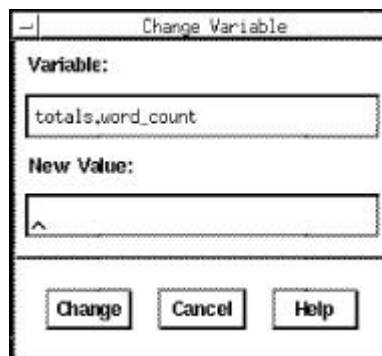 Change Variable
Variable:
totals.word_count
New Value:
Change Cancel Help